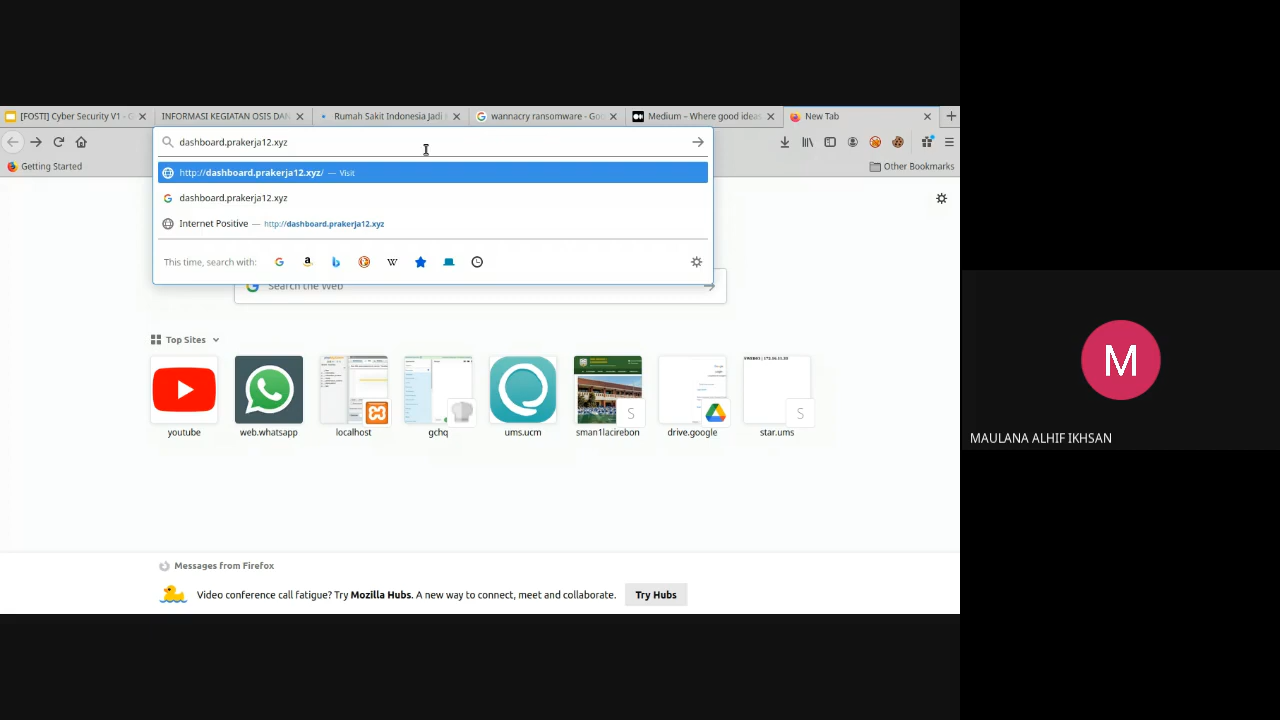 [FOSTI] Cyber Security V1 - G
INFORMASI KEGIATAN OSIS DAN
Rumah Sakit Indonesia Jadi
wannacry ransomware - Goo
Medium – Where good ideas
New Tab
dashboard.prakerja12.xyz
Getting Started
Other Bookmarks
http://dashboard.prakerja12.xyz/ — Visit
dashboard.prakerja12.xyz
Internet Positive — http://dashboard.prakerja12.xyz
This time, search with:
Search the Web
Top Sites
youtube
web.whatsapp
localhost
gchq
ums.ucm
sman1lacirebon
drive.google
star.ums
S
S
M
MAULANA ALHIF IKHSAN
Messages from Firefox
Video conference call fatigue? Try Mozilla Hubs. A new way to connect, meet and collaborate.
Try Hubs